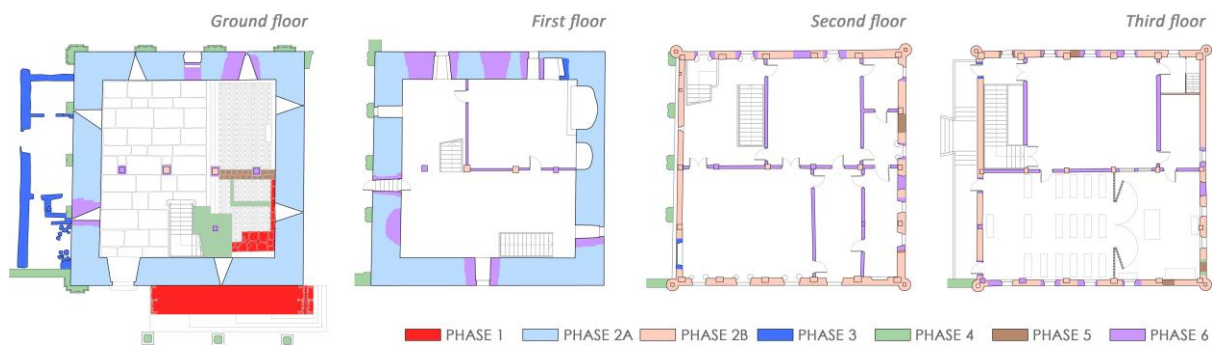 Ground floor
First floor
Second floor
Third floor
PHASE 1
PHASE 2A
PHASE 2B
PHASE 3
PHASE 4
PHASE 5
PHASE 6